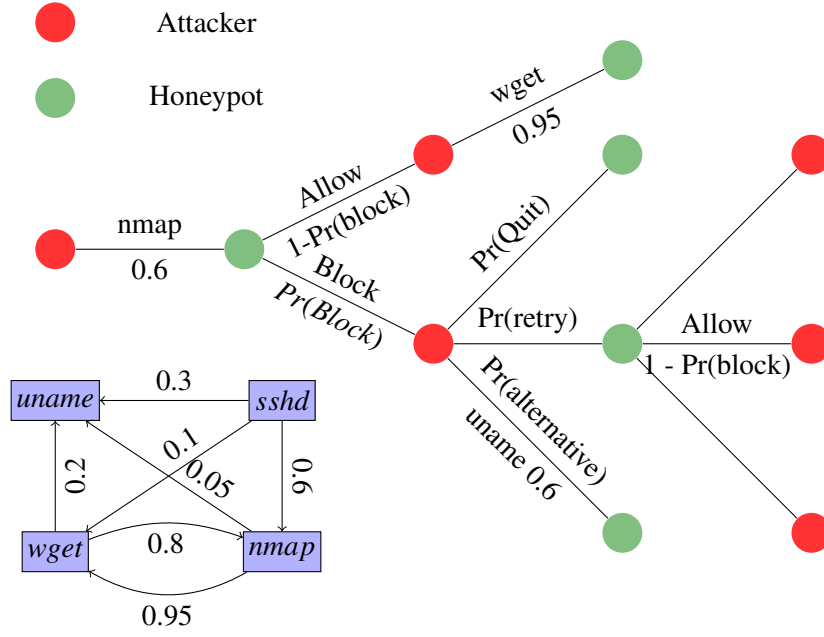 Attacker
Honeypot
wget
0.95
Allow
1-Pr(block)
nmap
0.6
Block
Pr(Block)
Pr(Quit)
Pr(retry)
Allow
1 - Pr(block)
Pr(alternative)
uname 0.6
uname
0.3
sshd
0.1
0.05
0.2
0.6
wget
0.8
nmap
0.95